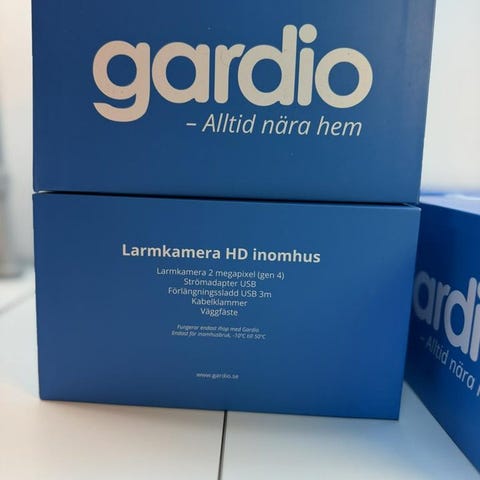 gardio
– Alltid nära hem
Larmkamera HD inomhus
Larmkamera 2 megapixel (gen 4)
Strömadapter USB
Förlängningssladd USB 3m
Kabelklammer
Väggfäste
Fungerar endast ihop med Gardio
Endast för inomhusbruk, -10°C till 50°C
www.gardio.se
ardi
– Alltid nära